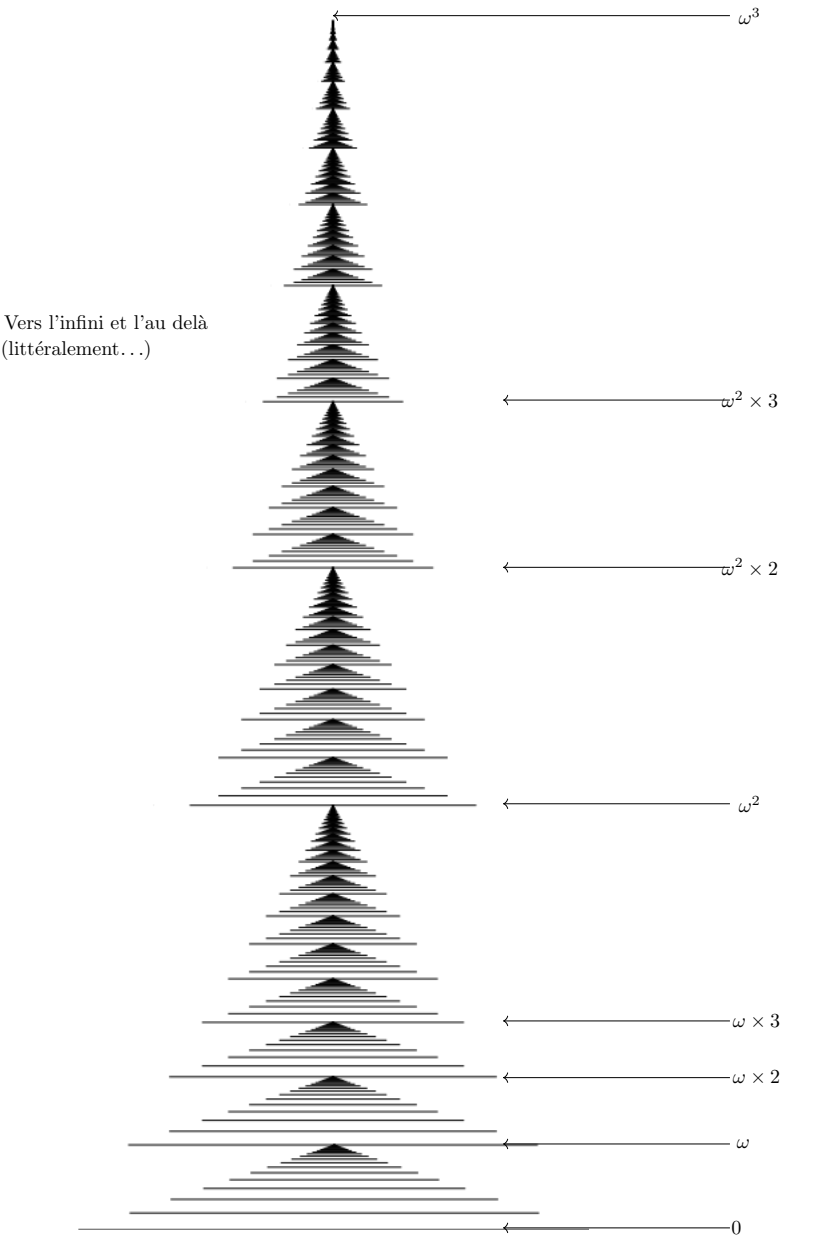 ω³
Vers l'infini et l'au delà
(littéralement…)
ω² × 3
ω² × 2
ω²
ω × 3
ω × 2
ω
0